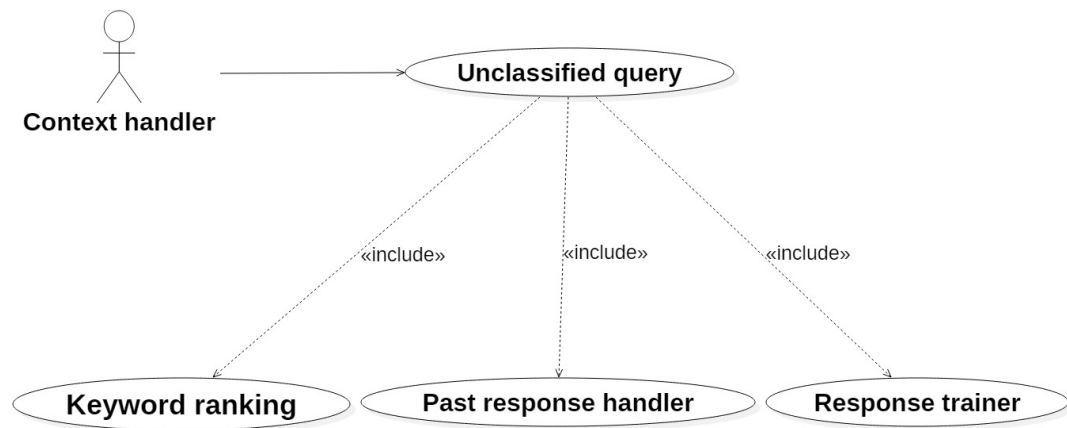 Unclassified query
Context handler
«include»
«include»
«include»
Keyword ranking
Past response handler
Response trainer